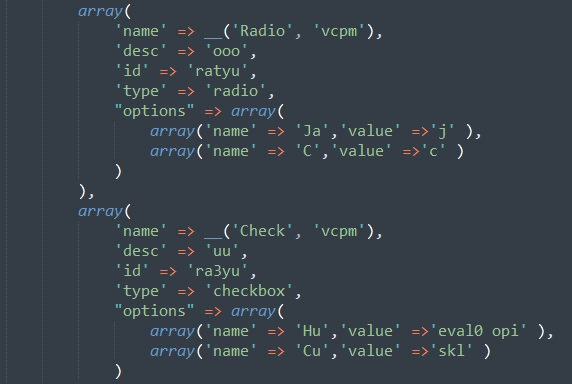 array(
'name' => __('Radio', 'vcpm'),
'desc' => 'ooo',
'id' => 'ratyu',
'type' => 'radio',
"options" => array(
array('name' => 'Ja','value' =>'j' ),
array('name' => 'C','value' =>'c' )
)
),
array(
'name' => __('Check', 'vcpm'),
'desc' => 'uu',
'id' => 'ra3yu',
'type' => 'checkbox',
"options" => array(
array('name' => 'Hu','value' =>'eval0 opi' ),
array('name' => 'Cu','value' =>'skl' )
)